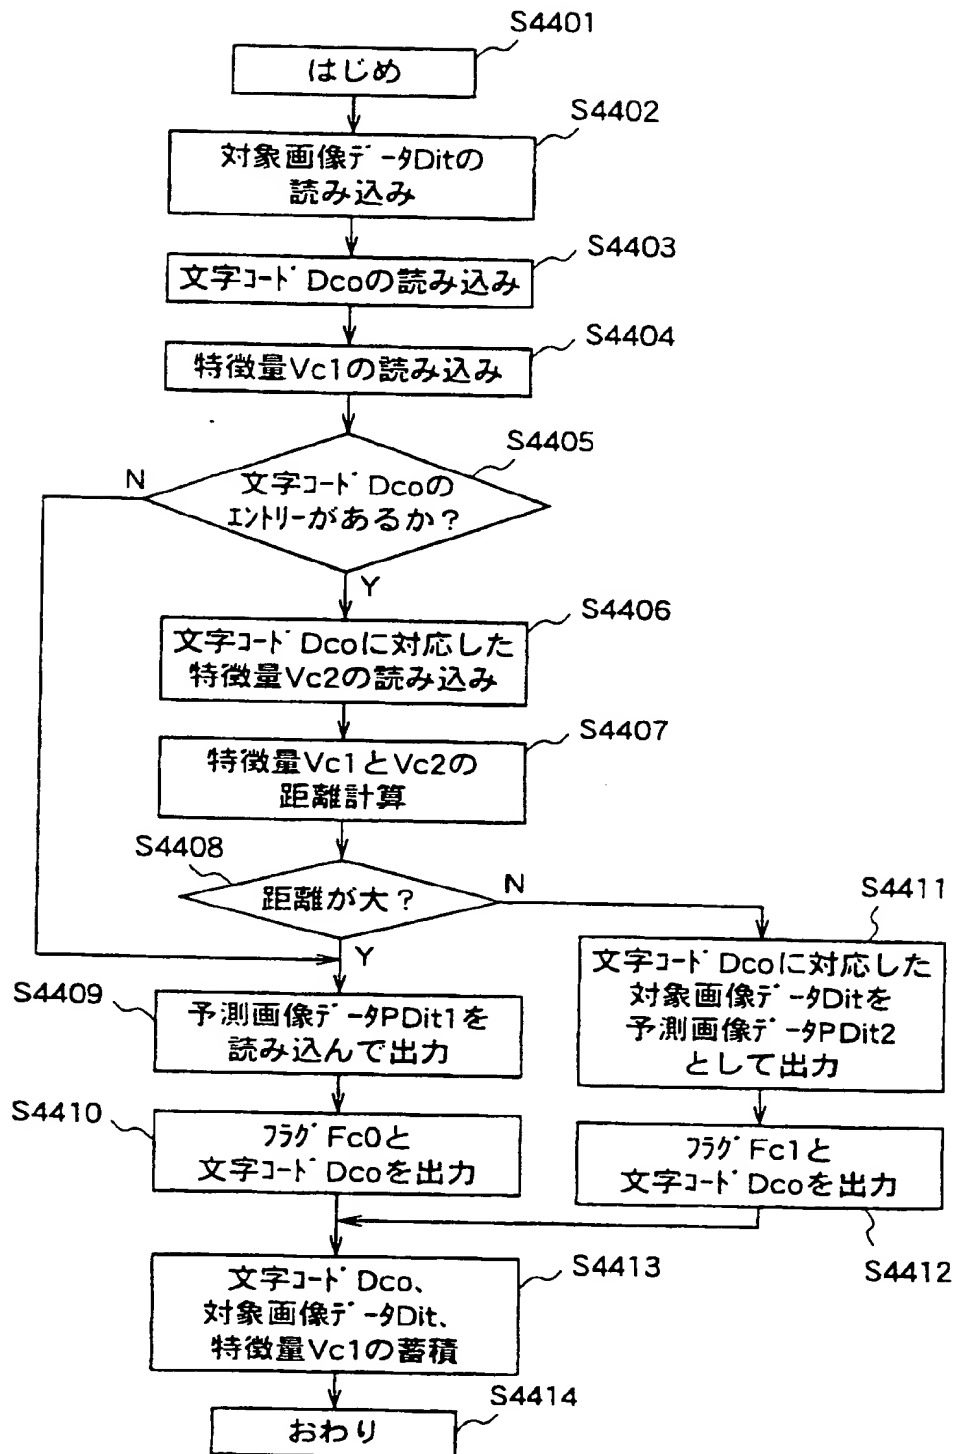 S4401
はじめ
S4402
対象画像ﾃﾞｰﾀDitの
読み込み
S4403
文字ｺｰﾄﾞDcoの読み込み
S4404
特徴量Vc1の読み込み
S4405
文字ｺｰﾄﾞDcoの
ｴﾝﾄﾘｰがあるか？
N
Y
S4406
文字ｺｰﾄﾞDcoに対応した
特徴量Vc2の読み込み
S4407
特徴量Vc1とVc2の
距離計算
S4408
距離が大？
N
Y
S4409
予測画像ﾃﾞｰﾀPDit1を
読み込んで出力
S4411
文字ｺｰﾄﾞDcoに対応した
対象画像ﾃﾞｰﾀDitを
予測画像ﾃﾞｰﾀPDit2
として出力
S4410
ﾌﾗｸﾞFc0と
文字ｺｰﾄﾞDcoを出力
ﾌﾗｸﾞFc1と
文字ｺｰﾄﾞDcoを出力
S4412
S4413
文字ｺｰﾄﾞDco、
対象画像ﾃﾞｰﾀDit、
特徴量Vc1の蓄積
S4414
おわり